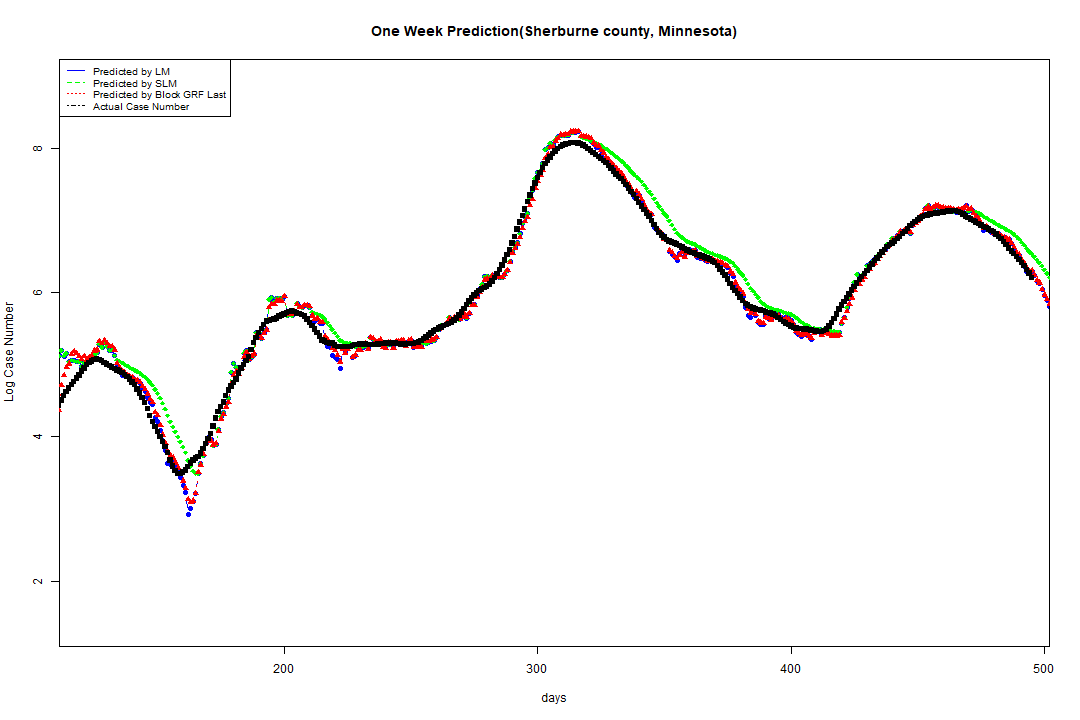 One Week Prediction(Sherburne county, Minnesota)
Predicted by LM
Predicted by SLM
Predicted by Block GRF Last
Actual Case Number
Log Case Number
8
6
4
2
200 300 400 500
days